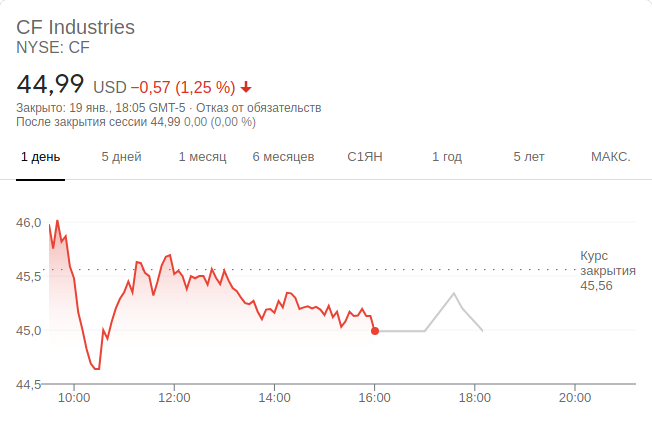 CF Industries
NYSE: CF
44,99 USD −0,57 (1,25 %)
Закрыто: 19 янв., 18:05 GMT-5 · Отказ от обязательств
После закрытия сессии 44,99 0,00 (0,00 %)
1 день 5 дней 1 месяц 6 месяцев С1ЯН 1 год 5 лет МАКС.
46,0
45,5
45,0
44,5
Курс
закрытия
45,56
10:00 12:00 14:00 16:00 18:00 20:00